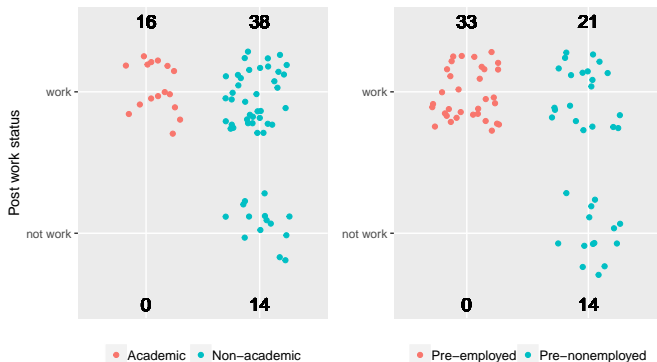 16 38 33 21
work work
Post work status
not work not work
0 14 0 14
Academic Non−academic Pre−employed Pre−nonemployed